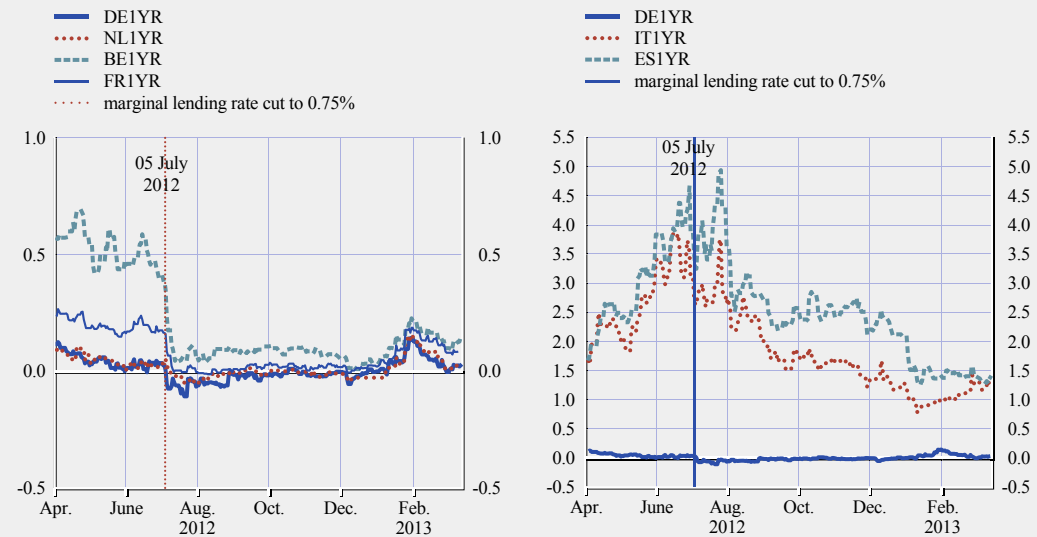 DE1YR
NL1YR
BE1YR
FR1YR
marginal lending rate cut to 0.75%
1.0
1.0
05 July
2012
0.5
0.5
0.0
0.0
-0.5
-0.5
Apr.
June
Aug.
Oct.
Dec.
Feb.
2012
2013
DE1YR
IT1YR
ES1YR
marginal lending rate cut to 0.75%
5.5
5.5
05 July
2012
5.0
5.0
4.5
4.5
4.0
4.0
3.5
3.5
3.0
3.0
2.5
2.5
2.0
2.0
1.5
1.5
1.0
1.0
0.5
0.5
0.0
0.0
-0.5
-0.5
Apr.
June
Aug.
Oct.
Dec.
Feb.
2012
2013